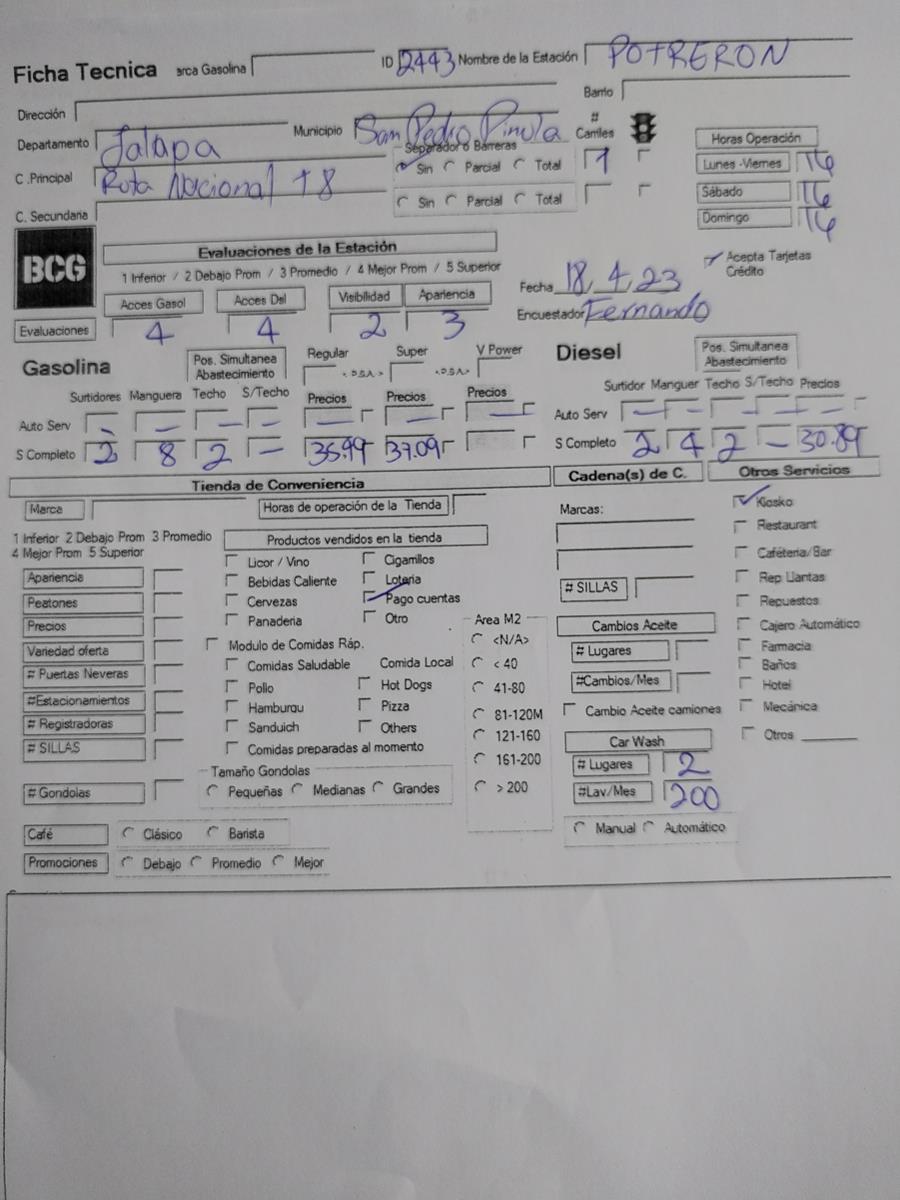 Ficha Tecnica arca Gasolina ID 2443 Nombre de la Estación POTRERON
Dirección Barrio
Departamento Jalapa Municipio San Pedro Pinula # Carriles Horas Operación
Separador o Barreras
Sin Parcial Total 1 Lunes -Viernes 16
C .Principal Ruta Nacional 18
Sin Parcial Total Sábado 16
C. Secundaria Domingo 16
BCG Evaluaciones de la Estación
1 Inferior / 2 Debajo Prom / 3 Promedio / 4 Mejor Prom / 5 Superior
Acepta Tarjetas Crédito
Fecha 18, 4, 23
Acces Gasol Acces Dsl Visibilidad Apariencia
Encuestador Fernando
Evaluaciones 4 4 2 3
Gasolina Pos. Simultanea Abastecimiento Regular Super V Power Diesel Pos. Simultanea Abastecimiento
Surtidores Manguera Techo S/Techo Precios Precios Precios Surtidor Manguer Techo S/Techo Precios
Auto Serv - - - - - - - Auto Serv - - - - -
S Completo 2 8 2 - 35.99 37.09 S Completo 2 4 2 - 30.89
Tienda de Conveniencia Cadena(s) de C. Otros Servicios
Marca Horas de operación de la Tienda Marcas: Kiosko
1 Inferior 2 Debajo Prom 3 Promedio
4 Mejor Prom 5 Superior
Productos vendidos en la tienda Restaurant
Licor / Vino Cigarrillos Cafeteria/Bar
Apariencia Bebidas Caliente Loteria # SILLAS Rep Llantas
Peatones Cervezas Pago cuentas Repuestos
Precios Panaderia Otro Area M2 Cambios Aceite Cajero Automático
Variedad oferta Modulo de Comidas Ráp. <N/A> # Lugares Farmacia
# Puertas Neveras Comidas Saludable Comida Local < 40 #Cambios/Mes Baños
#Estacionamientos Pollo Hot Dogs 41-80 Hotel
# Registradoras Hamburgu Pizza 81-120M Cambio Aceite camiones Mecánica
# SILLAS Sanduich Others 121-160 Car Wash Otros
Comidas preparadas al momento 161-200 # Lugares 2
Tamaño Gondolas
# Gondolas Pequeñas Medianas Grandes > 200 #Lav/Mes 200
Café Clásico Barista Manual Automático
Promociones Debajo Promedio Mejor